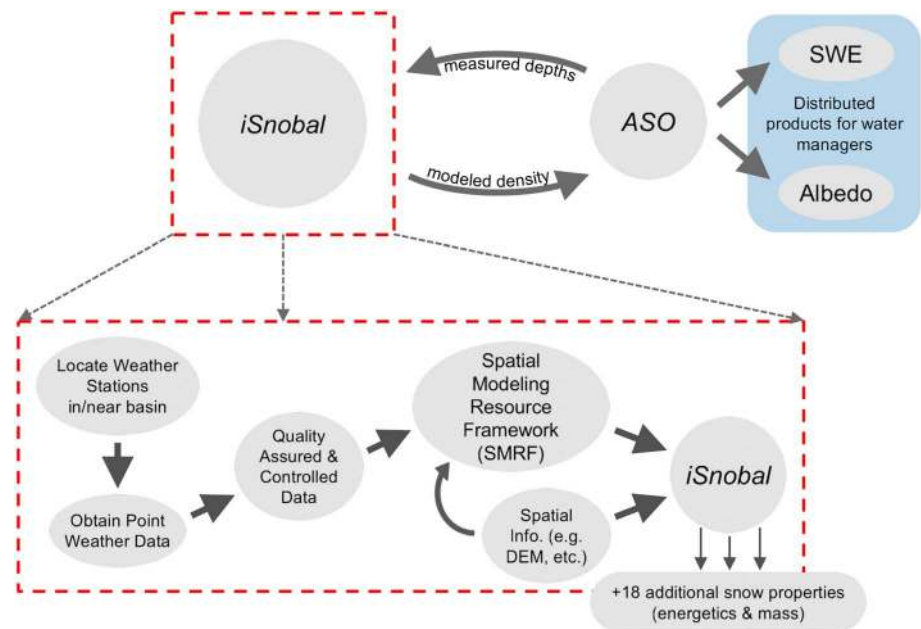 iSnobal
measured depths
modeled density
ASO
SWE
Distributed
products for water
managers
Albedo
Locate Weather
Stations
in/near basin
Obtain Point
Weather Data
Quality
Assured &
Controlled
Data
Spatial
Modeling
Resource
Framework
(SMRF)
Spatial
Info. (e.g.
DEM, etc.)
iSnobal
+18 additional snow properties
(energetics & mass)